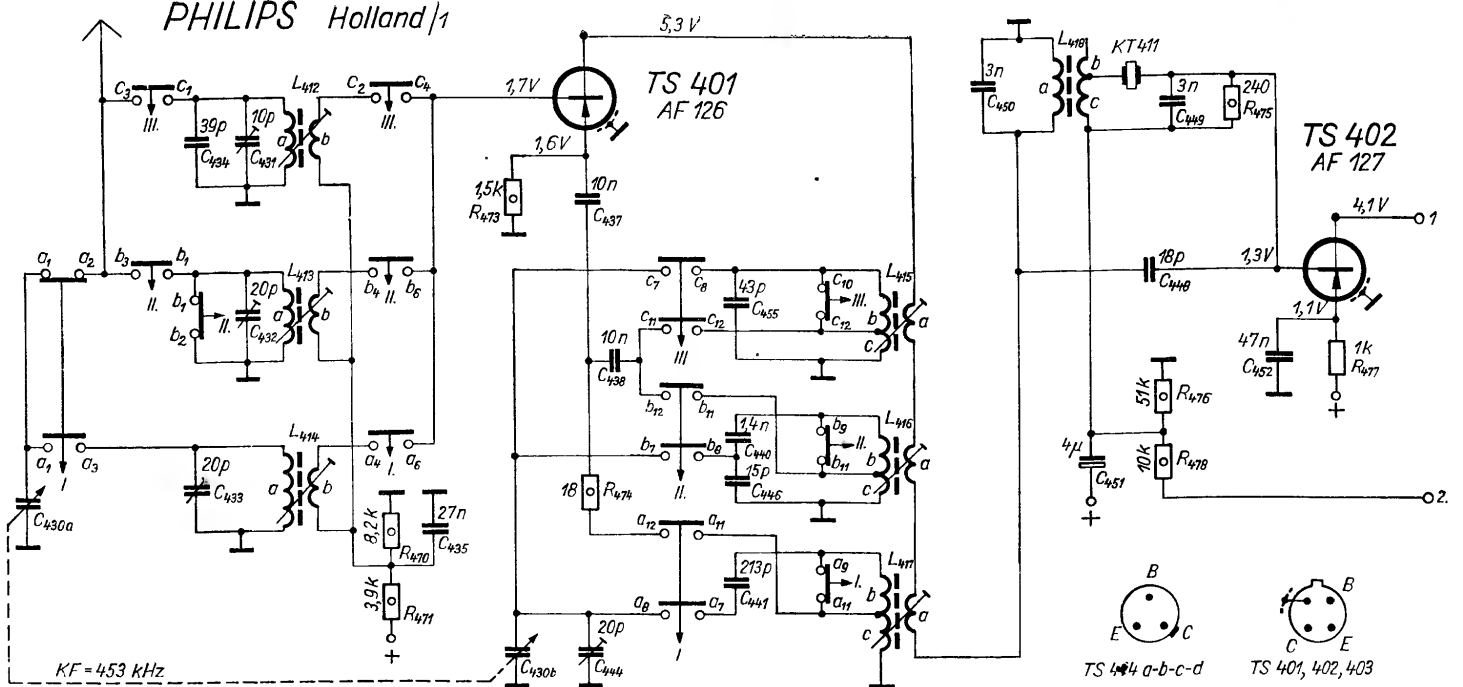 PHILIPS Holland/1
5,3 V
TS 401
AF 126
1,7V
1,6V
1,5k
R473
10n
C437
c3 c1
III.
39p
C434
10p
C431
L412
a b
c2 c4
III.
a1 a2
b3 b1
II.
b1
b2
II.
20p
C432
L413
a b
b4 b6
II.
a1 a3
I
20p
C433
L414
a b
a4 a6
I.
C430a
8,2k
R470
27n
C435
3,9k
R471
+
KF = 453 kHz
c7 c8
c11 c12
III
10n
C438
43p
C455
c10
c12
III.
L415
b
c
a
b12 b11
b7 b8
II.
1,4n
C440
15p
C446
b9
b11
II.
L416
b
c
a
18
R474
a12 a11
a8 a7
I
213p
C441
a9
a11
I.
L417
b
c
a
C430b
20p
C444
3n
C450
L418
a
b
c
KT411
3n
C449
240
R475
TS 402
AF 127
4,1V
1
18p
C448
1,3V
1,1V
47n
C452
1k
R477
+
51k
R476
10k
R478
4μ
C451
+
2.
B
E C
TS 414 a-b-c-d
B
C E
TS 401, 402, 403